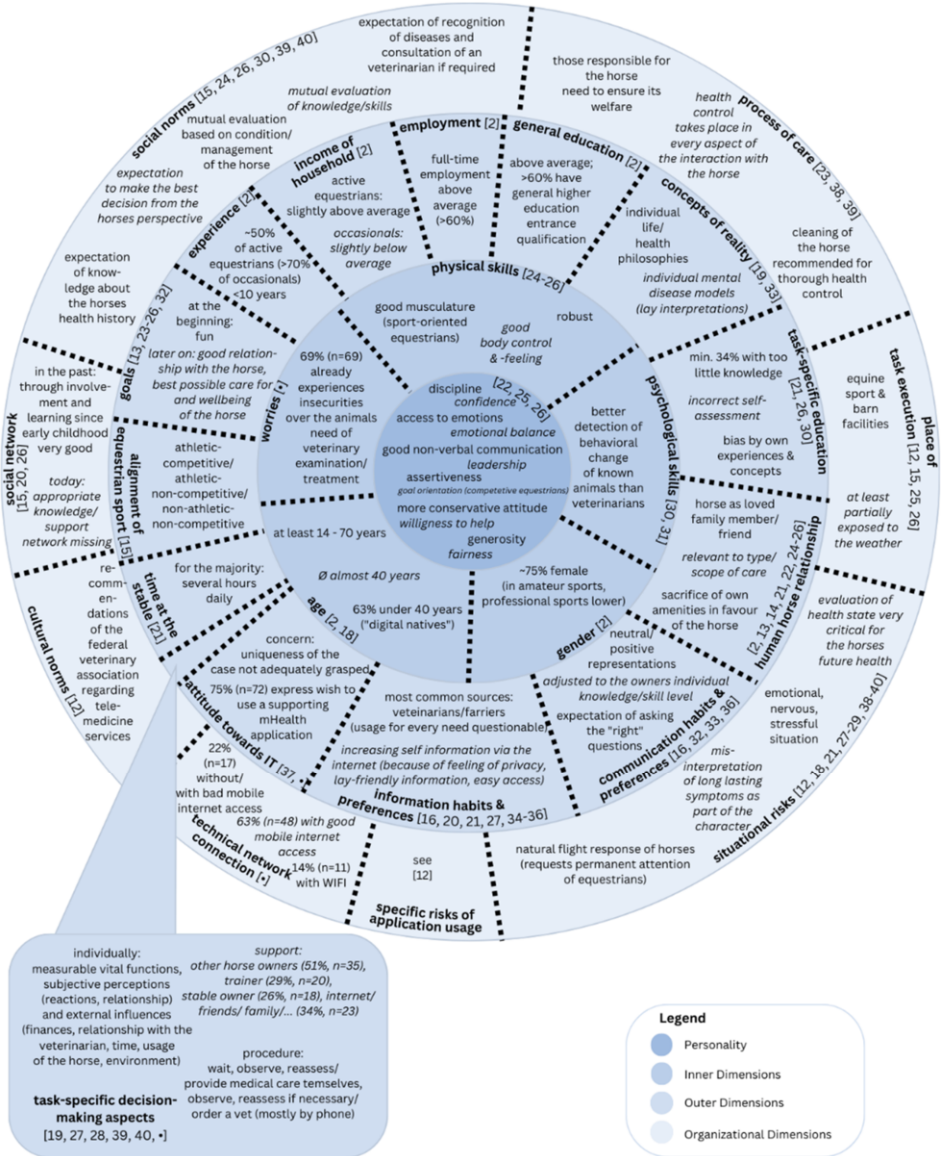 social norms [15, 24, 26, 30, 39, 40]
expectation of recognition
of diseases and
consultation of an
veterinarian if required
mutual evaluation
of knowledge/skills
mutual evaluation
based on condition/
management
of the horse
expectation
to make the best
decision from the
horses perspective
expectation
of know-
ledge about
the horses
health history
process of care [23, 38, 39]
those responsible for
the horse
need to ensure its
welfare
health
control
takes place in
every aspect of
the interaction with
the horse
cleaning of
the horse
recommended for
thorough health
control
place of
task execution [12, 15, 25, 26]
equine
sport &
barn
facilities
at least
partially
exposed to
the weather
situational risks [12, 18, 21, 27-29, 38-40]
evaluation of
health state very
critical for
the horses
future health
emotional,
nervous,
stressful
situation
mis-
interpretation
of long lasting
symptoms as
part of the
character
natural flight response of horses
(requests permanent attention
of equestrians)
see
[12]
specific risks of
application usage
22%
(n=17)
without/
with bad mobile
internet access
63% (n=48) with good
mobile internet
access
14% (n=11)
with WIFI
technical network
connection [•]
cultural norms [12]
re-
comm-
en-
dations
of the
federal
veterinary
association
regarding
tele-
medicine
services
social network
[15, 20, 26]
in the past:
through involve-
ment and
learning since
early childhood
very good
today:
appropriate
knowledge/
support
network missing
experience [2]
~50%
of active
equestrians (>70%
of occasionals)
<10 years
income of
household [2]
active
equestrians:
slightly above average
occasionals:
slightly below
average
employment [2]
full-time
employment
above
average
(>60%)
general education [2]
above average;
>60% have
general higher
education
entrance
qualification
concepts of reality [19, 33]
individual
life/
health
philosophies
individual mental
disease models
(lay interpretations)
task-specific education
[21, 26, 30]
min. 34% with too
little knowledge
incorrect self-
assessment
bias by own
experiences &
concepts
human horse relationship
[2, 13, 14, 21, 22, 24-26]
horse as loved
family member/
friend
relevant to type/
scope of care
sacrifice of own
amenities in favour
of the horse
communication habits &
preferences [16, 32, 33, 36]
neutral/
positive
representations
adjusted to the owners individual
knowledge/skill level
expectation of asking
the "right"
questions
most common sources:
veteinarians/farriers
(usage for every need questionable)
increasing self information via the
internet (because of feeling of privacy,
lay-friendly information, easy access)
information habits &
preferences [16, 20, 21, 27, 34-36]
attitude towards IT [37, •]
concern:
uniqueness of the
case not adequately grasped
75% (n=72) express wish to
use a supporting
mHealth
application
time at the
stable [21]
for the majority:
several hours
daily
alignment of
equestrian sport [15]
athletic-
competitive/
athletic-
non-competitive/
non-athletic-
non-competitive
goals [13, 23-26, 32]
at the
beginning:
fun
later on: good relation-
ship with the horse,
best possible care for
and wellbeing
of the horse
physical skills [24-26]
good musculature
(sport-oriented
equestrians)
good
body control
& -feeling
robust
psychological skills [30, 31]
better
detection of
behavioral
change
of known
animals than
veterinarians
gender [2]
~75% female
(in amateur sports,
professional sports lower)
age [2, 18]
at least 14 - 70 years
Ø almost 40 years
63% under 40 years
("digital natives")
worries [•]
69% (n=69)
already
experiences
insecurities
over the animals
need of
veterinary
examination/
treatment
[22, 25, 26]
discipline
confidence
access to emotions
emotional balance
good non-verbal communication
leadership
assertiveness
goal orientation (competetive equestrians)
more conservative attitude
willingness to help
generosity
fairness
individually:
measurable vital functions,
subjective perceptions
(reactions, relationship)
and external influences
(finances, relationship with the
veterinarian, time, usage
of the horse, environment)
support:
other horse owners (51%, n=35),
trainer (29%, n=20),
stable owner (26%, n=18), internet/
friends/ family/... (34%, n=23)
procedure:
wait, observe, reassess/
provide medical care temselves,
observe, reassess if necessary/
order a vet (mostly by phone)
task-specific decision-
making aspects
[19, 27, 28, 39, 40, •]
Legend
Personality
Inner Dimensions
Outer Dimensions
Organizational Dimensions